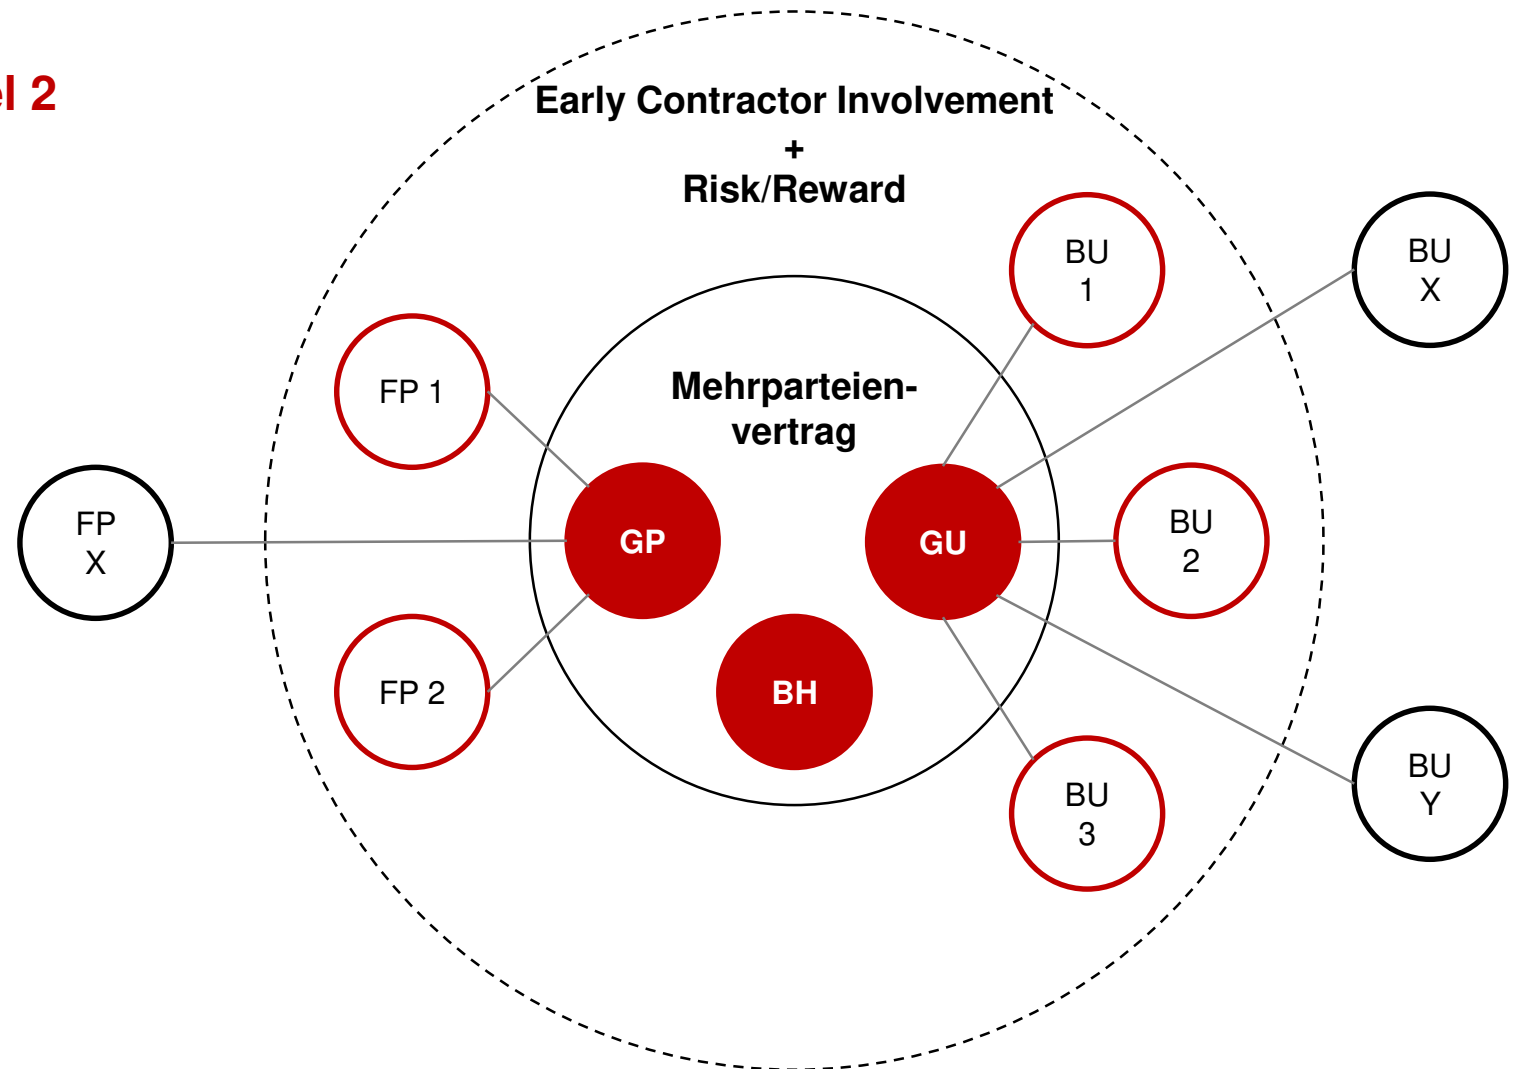 el 2
Early Contractor Involvement
+
Risk/Reward
BU
1
BU
X
Mehrparteien-
vertrag
FP 1
FP
X
GP
GU
BU
2
FP 2
BH
BU
3
BU
Y